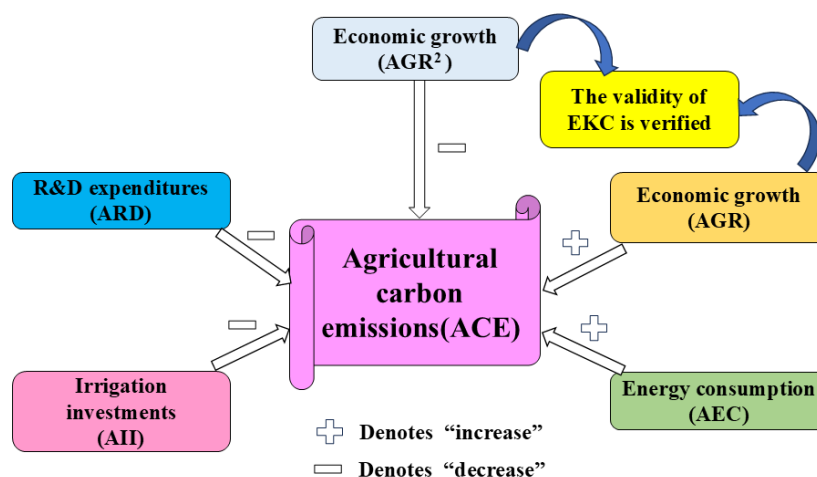 Economic growth
(AGR²)
The validity of
EKC is verified
R&D expenditures
(ARD)
Economic growth
(AGR)
Agricultural
carbon
emissions(ACE)
Irrigation
investments
(AII)
Energy consumption
(AEC)
Denotes “increase”
Denotes “decrease”